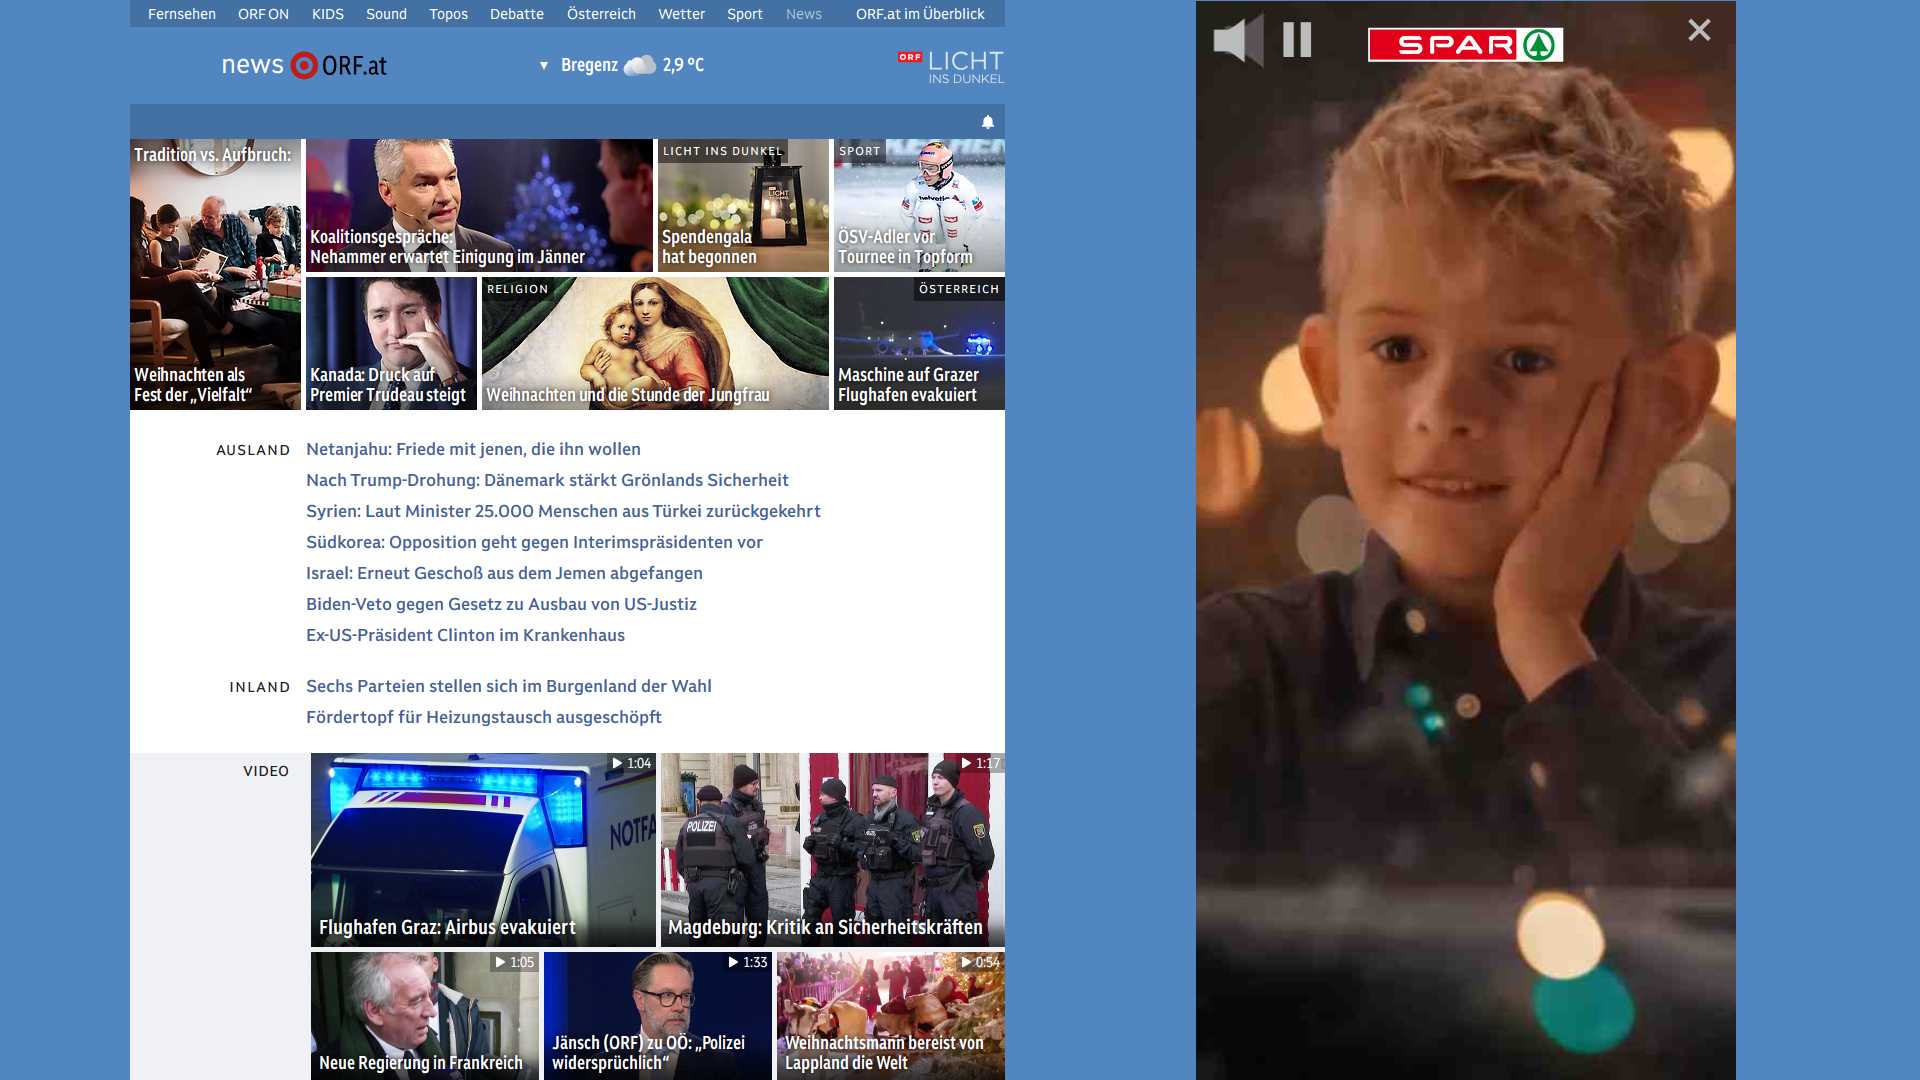 Fernsehen ORF ON KIDS Sound Topos Debatte Österreich Wetter Sport News ORF.at im Überblick
news ORF.at
Bregenz 2,9 °C
ORF LICHT
INS DUNKEL
Tradition vs. Aufbruch:
Weihnachten als
Fest der „Vielfalt“
Koalitionsgespräche:
Nehammer erwartet Einigung im Jänner
LICHT INS DUNKEL
Spendengala
hat begonnen
SPORT
ÖSV-Adler vor
Tournee in Topform
Kanada: Druck auf
Premier Trudeau steigt
RELIGION
Weihnachten und die Stunde der Jungfrau
ÖSTERREICH
Maschine auf Grazer
Flughafen evakuiert
AUSLAND
Netanjahu: Friede mit jenen, die ihn wollen
Nach Trump-Drohung: Dänemark stärkt Grönlands Sicherheit
Syrien: Laut Minister 25.000 Menschen aus Türkei zurückgekehrt
Südkorea: Opposition geht gegen Interimspräsidenten vor
Israel: Erneut Geschoß aus dem Jemen abgefangen
Biden-Veto gegen Gesetz zu Ausbau von US-Justiz
Ex-US-Präsident Clinton im Krankenhaus
INLAND
Sechs Parteien stellen sich im Burgenland der Wahl
Fördertopf für Heizungstausch ausgeschöpft
VIDEO
1:04
NOTFA
Flughafen Graz: Airbus evakuiert
1:17
POLIZEI
Magdeburg: Kritik an Sicherheitskräften
1:05
Neue Regierung in Frankreich
1:33
Jänsch (ORF) zu OÖ: „Polizei
widersprüchlich“
0:54
Weihnachtsmann bereist von
Lappland die Welt
SPAR